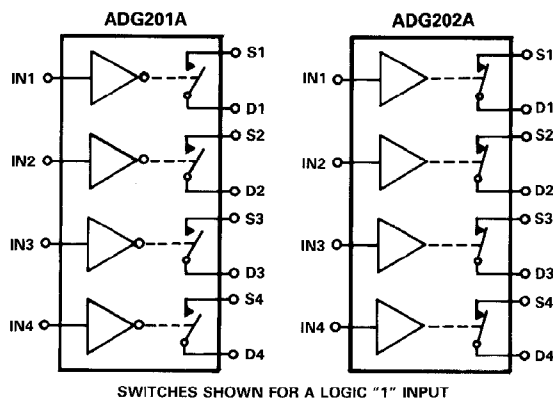 ADG201A
IN1
S1
D1
IN2
S2
D2
IN3
S3
D3
IN4
S4
D4
ADG202A
IN1
S1
D1
IN2
S2
D2
IN3
S3
D3
IN4
S4
D4
SWITCHES SHOWN FOR A LOGIC "1" INPUT